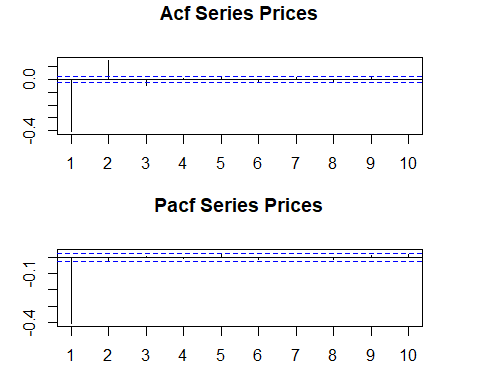 Acf Series Prices
0.0
-0.4
1 2 3 4 5 6 7 8 9 10
Pacf Series Prices
-0.1
-0.4
1 2 3 4 5 6 7 8 9 10